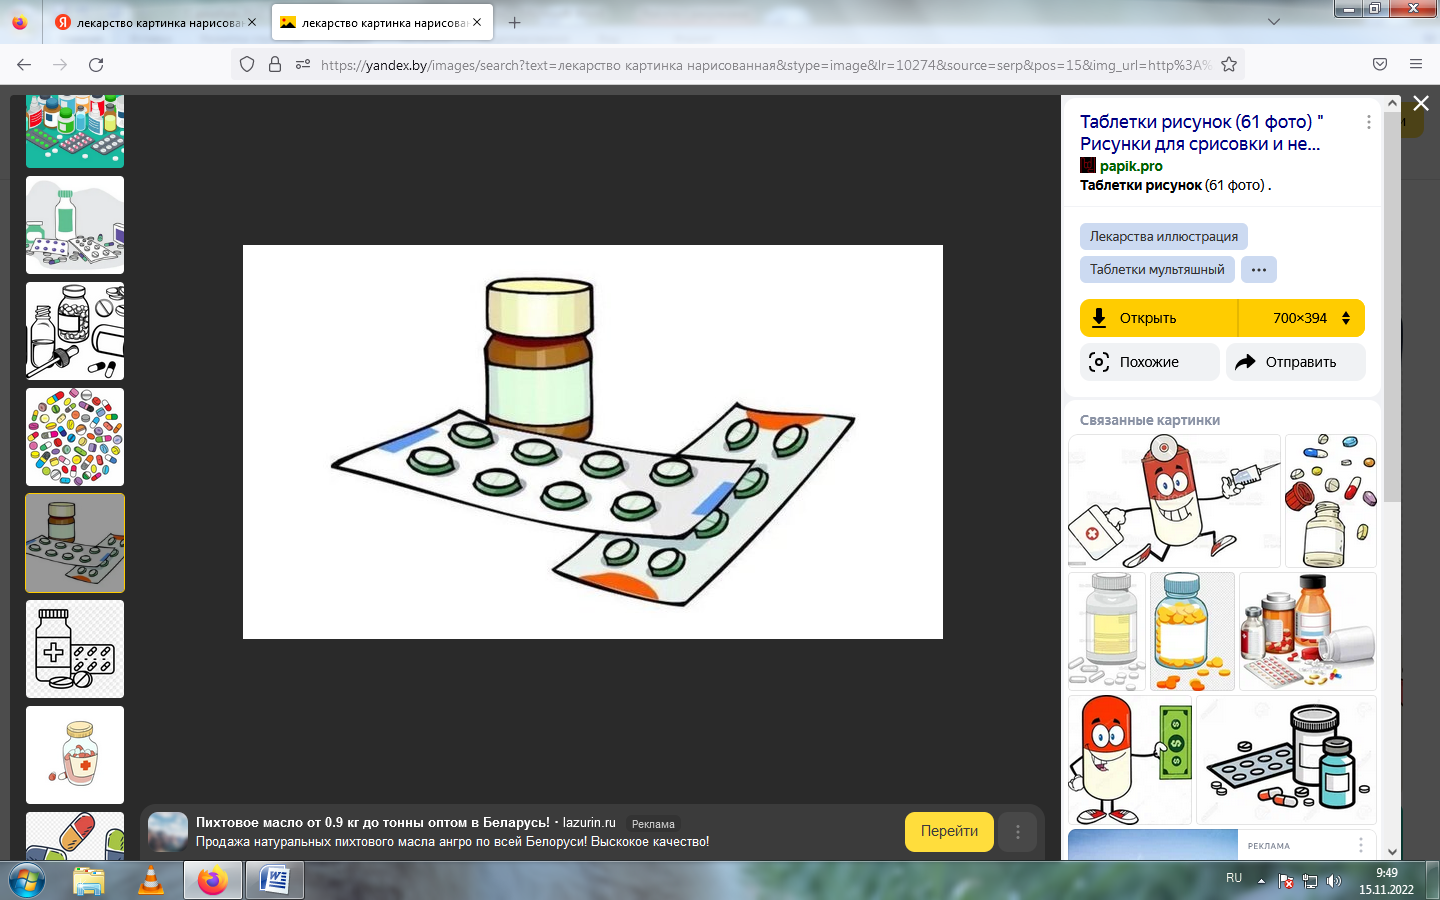 лекарство картинка нарисован
лекарство картинка нарисован
https://yandex.by/images/search?text=лекарство картинка нарисованная&stype=image&lr=10274&source=serp&pos=15&img_url=http%3A%
Таблетки рисунок (61 фото) "
Рисунки для срисовки и не...
papik.pro
Таблетки рисунок (61 фото) .
Лекарства иллюстрация
Таблетки мультяшный
Открыть
700×394
Похожие
Отправить
Связанные картинки
Пихтовое масло от 0.9 кг до тонны оптом в Беларусь! · lazurin.ru Реклама
Продажа натуральных пихтового масла ангро по всей Белоруси! Выскокое качество!
Перейти
РЕКЛАМА
RU
9:49
15.11.2022